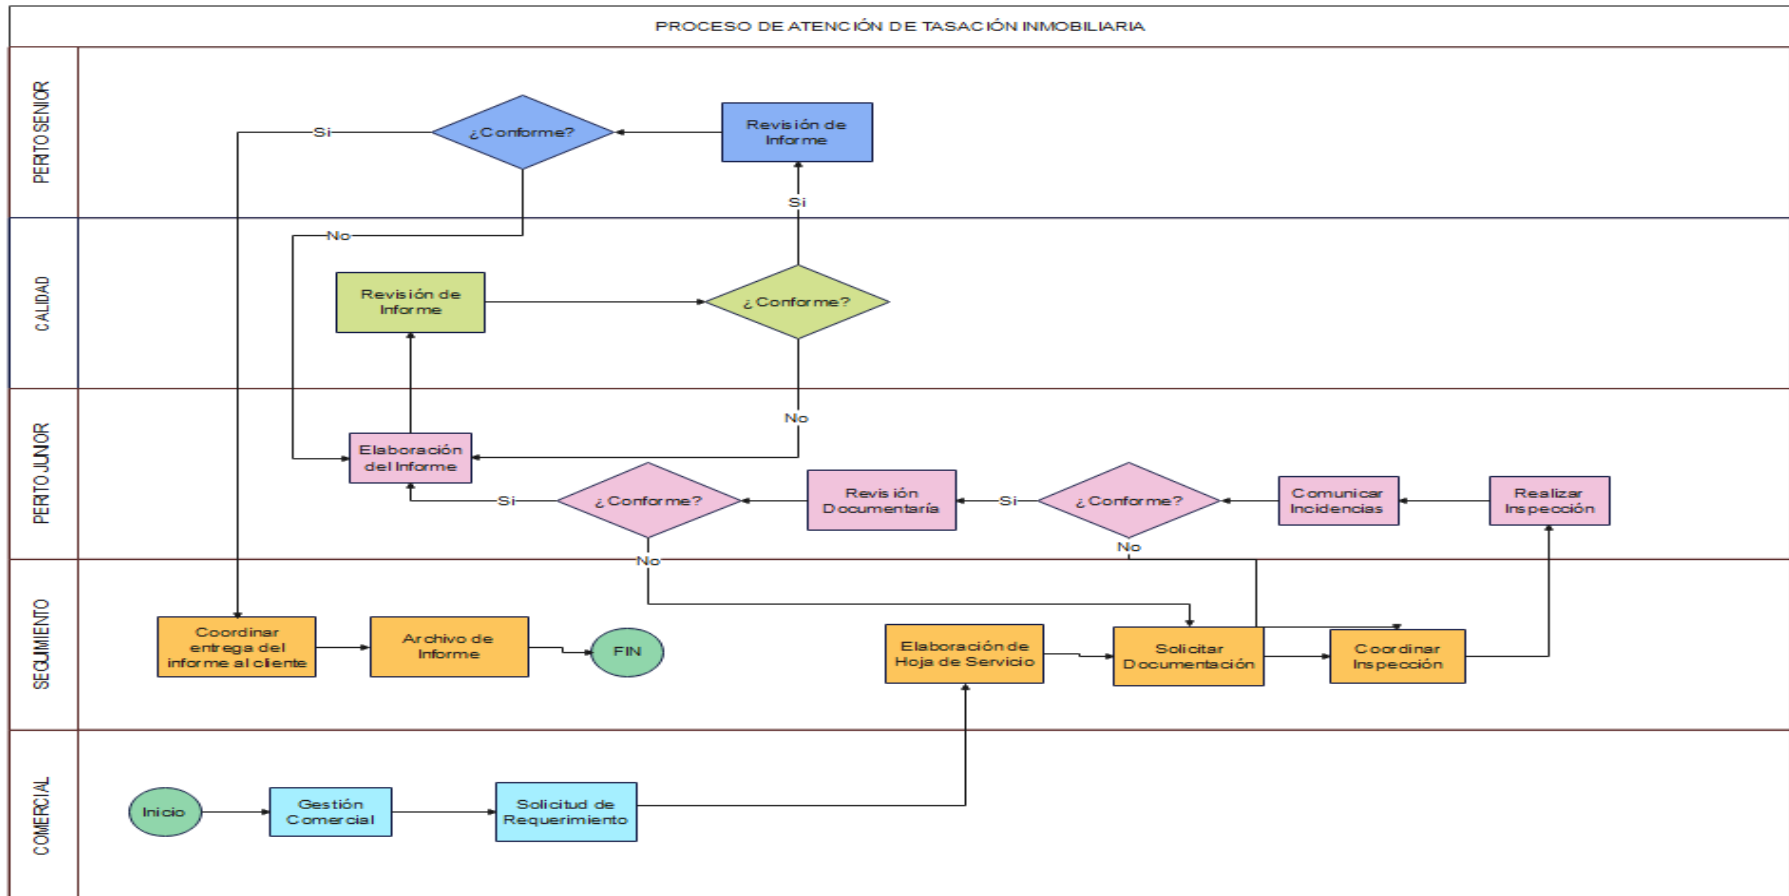 PROCESO DE ATENCIÓN DE TASACIÓN INMOBILIARIA
PERITO SENIOR
¿Conforme?
Revisión de
Informe
Si
Si
No
CALIDAD
Revisión de
Informe
¿Conforme?
No
PERITO JUNIOR
Elaboración
del Informe
Si
¿Conforme?
Revisión
Documentaría
Si
¿Conforme?
Comunicar
Incidencias
Realizar
Inspección
No
No
SEGUIMIENTO
Coordinar
entrega del
informe al cliente
Archivo de
Informe
FIN
Elaboración de
Hoja de Servicio
Solicitar
Documentación
Coordinar
Inspección
COMERCIAL
Inicio
Gestión
Comercial
Solicitud de
Requerimiento